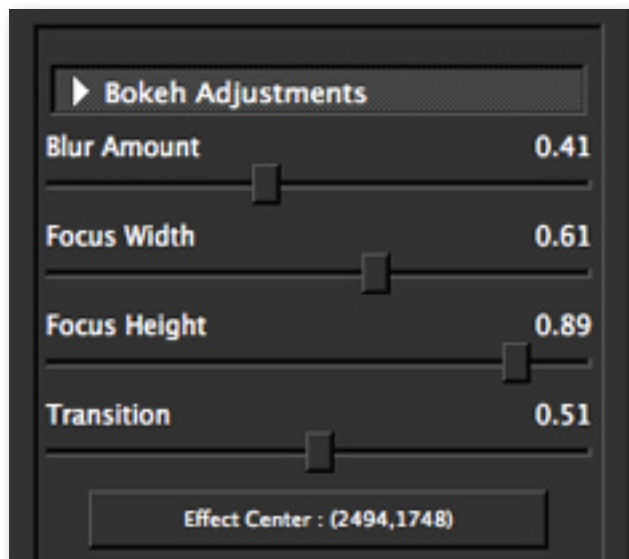 Bokeh Adjustments
Blur Amount 0.41
Focus Width 0.61
Focus Height 0.89
Transition 0.51
Effect Center : (2494,1748)